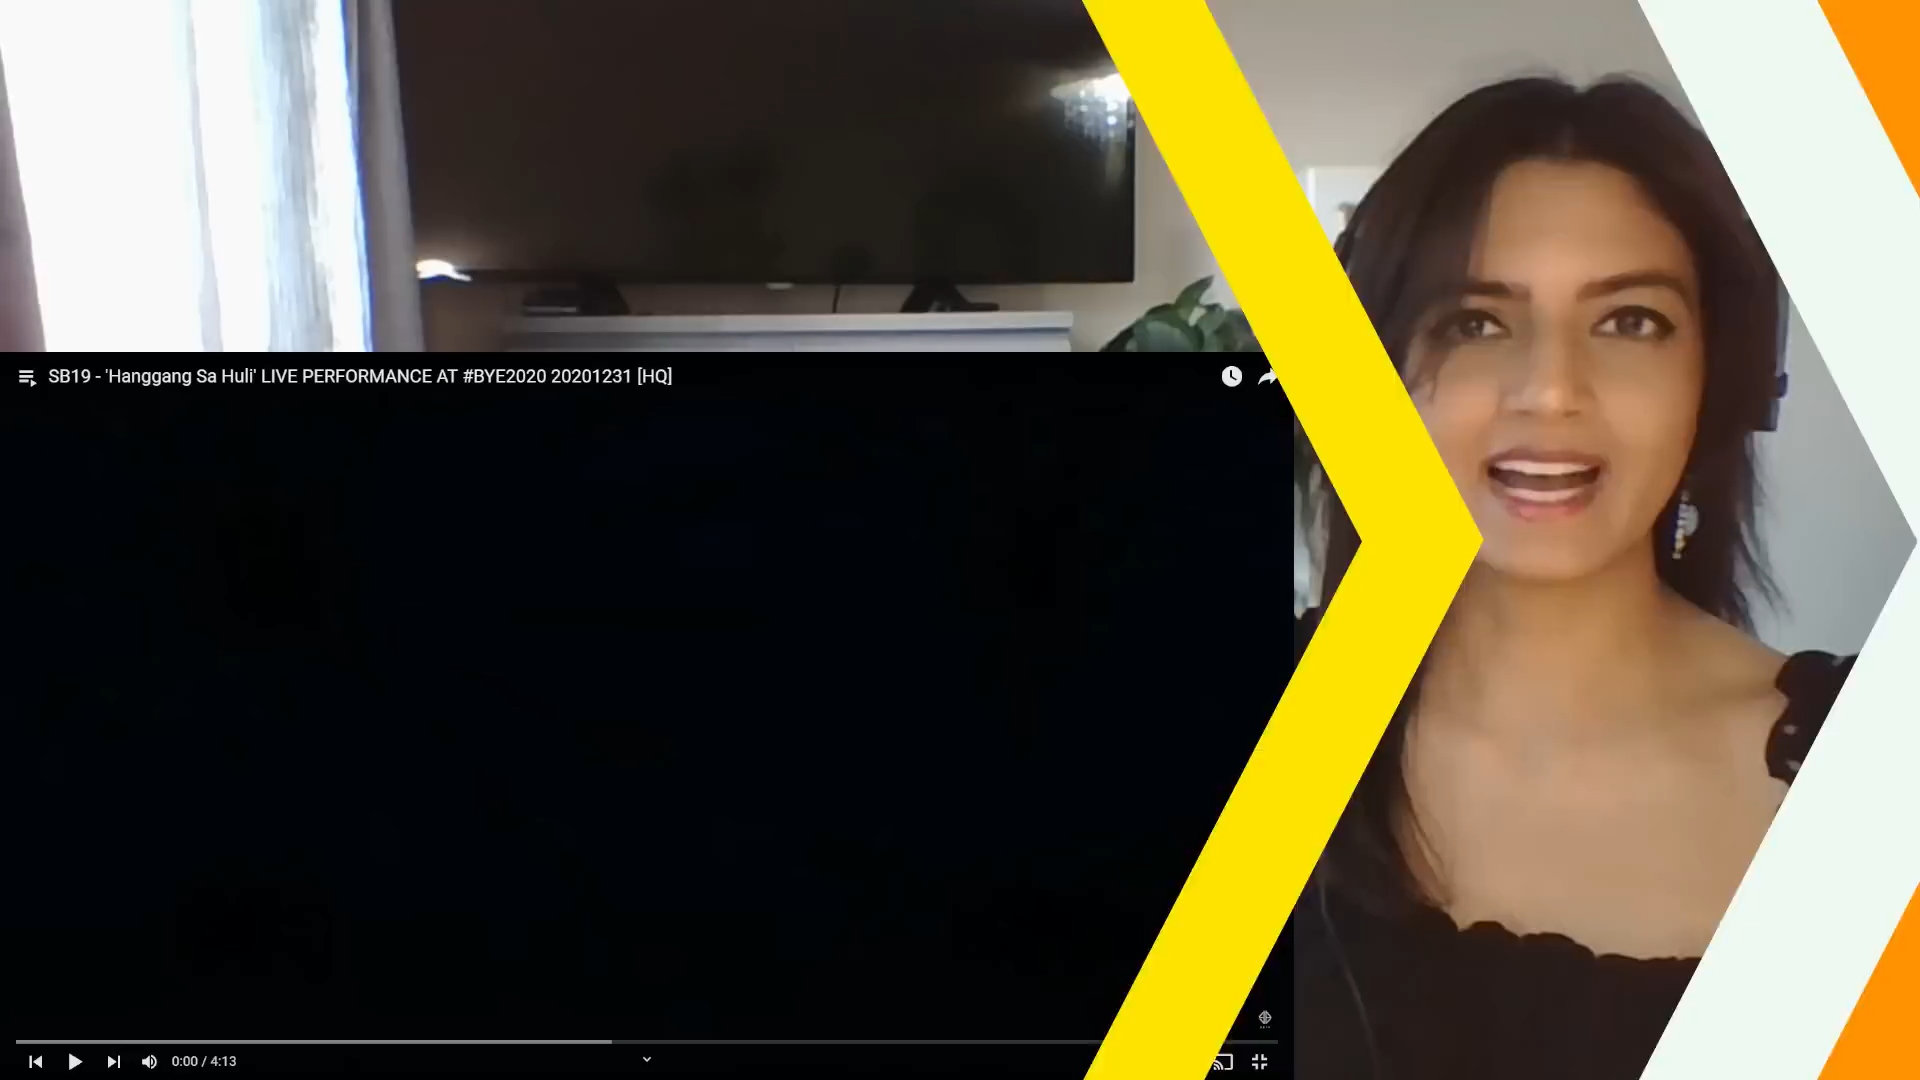 SB19 - 'Hanggang Sa Huli' LIVE PERFORMANCE AT #BYE2020 20201231 [HQ]
0:00 / 4:13